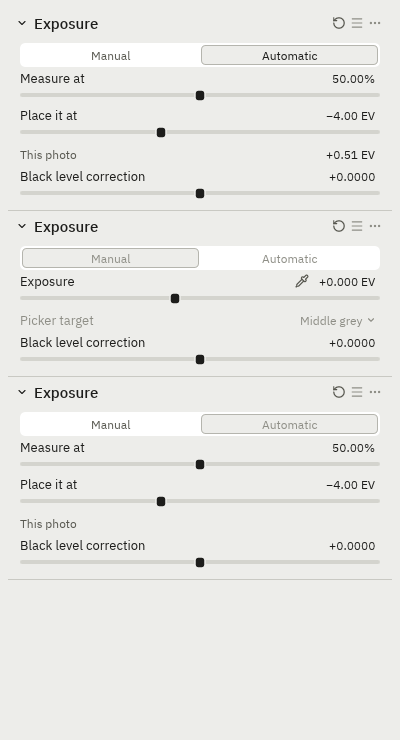 Exposure
Manual Automatic
Measure at 50.00%
Place it at −4.00 EV
This photo +0.51 EV
Black level correction +0.0000
Exposure
Manual Automatic
Exposure +0.000 EV
Picker target Middle grey
Black level correction +0.0000
Exposure
Manual Automatic
Measure at 50.00%
Place it at −4.00 EV
This photo
Black level correction +0.0000